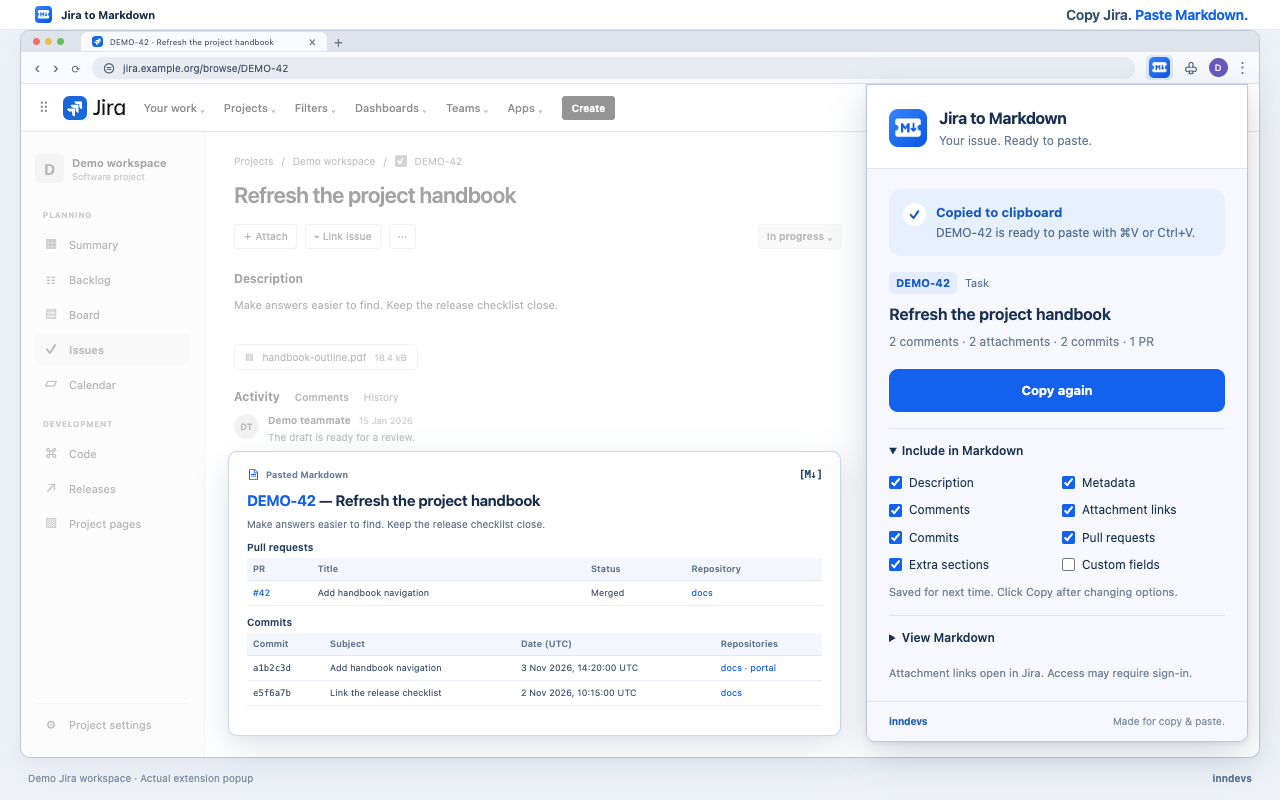 Jira to Markdown
Copy Jira. Paste Markdown.
DEMO-42 · Refresh the project handbook
jira.example.org/browse/DEMO-42
D
Jira
Your work
Projects
Filters
Dashboards
Teams
Apps
Create
D
Demo workspace
Software project
PLANNING
Summary
Backlog
Board
Issues
Calendar
DEVELOPMENT
Code
Releases
Project pages
Project settings
Projects / Demo workspace / DEMO-42
Refresh the project handbook
+ Attach
Link issue
···
In progress
Description
Make answers easier to find. Keep the release checklist close.
handbook-outline.pdf 18.4 kB
Activity Comments History
DT
Demo teammate 15 Jan 2026
The draft is ready for a review.
Pasted Markdown
[M↓]
DEMO-42 — Refresh the project handbook
Make answers easier to find. Keep the release checklist close.
Pull requests
PR Title Status Repository
#42 Add handbook navigation Merged docs
Commits
Commit Subject Date (UTC) Repositories
a1b2c3d Add handbook navigation 3 Nov 2026, 14:20:00 UTC docs · portal
e5f6a7b Link the release checklist 2 Nov 2026, 10:15:00 UTC docs
M↓
Jira to Markdown
Your issue. Ready to paste.
Copied to clipboard
DEMO-42 is ready to paste with ⌘V or Ctrl+V.
DEMO-42 Task
Refresh the project handbook
2 comments · 2 attachments · 2 commits · 1 PR
Copy again
Include in Markdown
Description
Metadata
Comments
Attachment links
Commits
Pull requests
Extra sections
Custom fields
Saved for next time. Click Copy after changing options.
View Markdown
Attachment links open in Jira. Access may require sign-in.
inndevs
Made for copy & paste.
Demo Jira workspace · Actual extension popup
inndevs